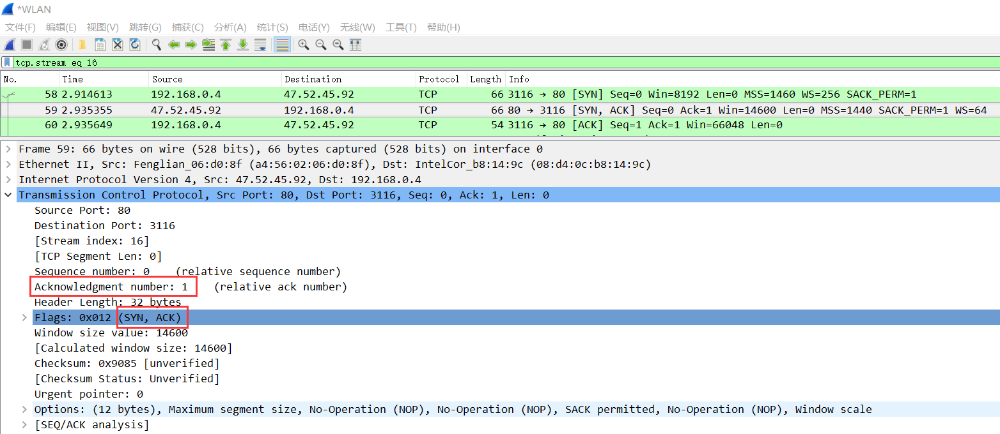 *WLAN
文件(F) 编辑(E) 视图(V) 跳转(G) 捕获(C) 分析(A) 统计(S) 电话(Y) 无线(W) 工具(T) 帮助(H)
tcp.stream eq 16
No. Time Source Destination Protocol Length Info
58 2.914613 192.168.0.4 47.52.45.92 TCP 66 3116 → 80 [SYN] Seq=0 Win=8192 Len=0 MSS=1460 WS=256 SACK_PERM=1
59 2.935355 47.52.45.92 192.168.0.4 TCP 66 80 → 3116 [SYN, ACK] Seq=0 Ack=1 Win=14600 Len=0 MSS=1440 SACK_PERM=1 WS=64
60 2.935649 192.168.0.4 47.52.45.92 TCP 54 3116 → 80 [ACK] Seq=1 Ack=1 Win=66048 Len=0
Frame 59: 66 bytes on wire (528 bits), 66 bytes captured (528 bits) on interface 0
Ethernet II, Src: Fenglian_06:d0:8f (a4:56:02:06:d0:8f), Dst: IntelCor_b8:14:9c (08:d4:0c:b8:14:9c)
Internet Protocol Version 4, Src: 47.52.45.92, Dst: 192.168.0.4
Transmission Control Protocol, Src Port: 80, Dst Port: 3116, Seq: 0, Ack: 1, Len: 0
Source Port: 80
Destination Port: 3116
[Stream index: 16]
[TCP Segment Len: 0]
Sequence number: 0 (relative sequence number)
Acknowledgment number: 1 (relative ack number)
Header Length: 32 bytes
Flags: 0x012 (SYN, ACK)
Window size value: 14600
[Calculated window size: 14600]
Checksum: 0x9085 [unverified]
[Checksum Status: Unverified]
Urgent pointer: 0
Options: (12 bytes), Maximum segment size, No-Operation (NOP), No-Operation (NOP), SACK permitted, No-Operation (NOP), Window scale
[SEQ/ACK analysis]